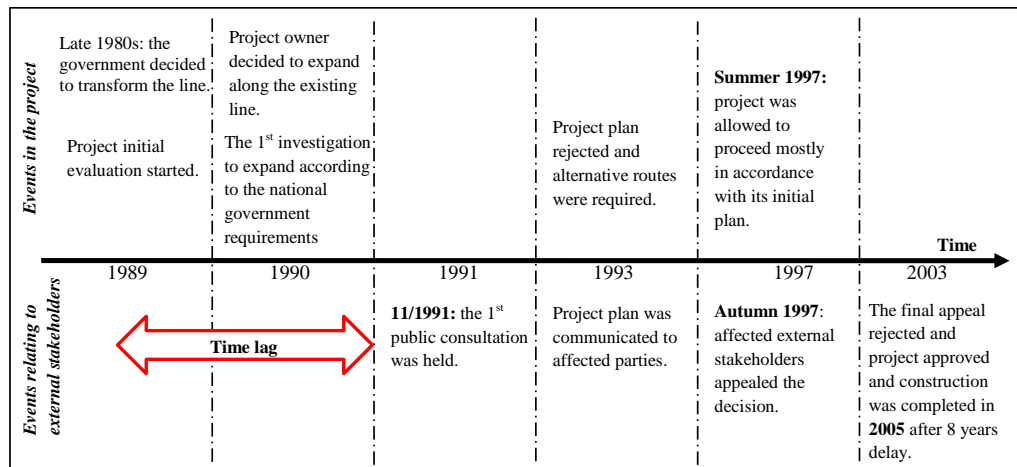 Events in the project
Late 1980s: the
government decided
to transform the line.
Project initial
evaluation started.
Project owner
decided to expand
along the existing
line.
The 1st investigation
to expand according
to the national
government
requirements
Project plan
rejected and
alternative routes
were required.
Summer 1997:
project was
allowed to
proceed mostly
in accordance
with its initial
plan.
Time
1989
1990
1991
1993
1997
2003
Events relating to
external stakeholders
Time lag
11/1991: the 1st
public consultation
was held.
Project plan was
communicated to
affected parties.
Autumn 1997:
affected external
stakeholders
appealed the
decision.
The final appeal
rejected and
project approved
and construction
was completed in
2005 after 8 years
delay.